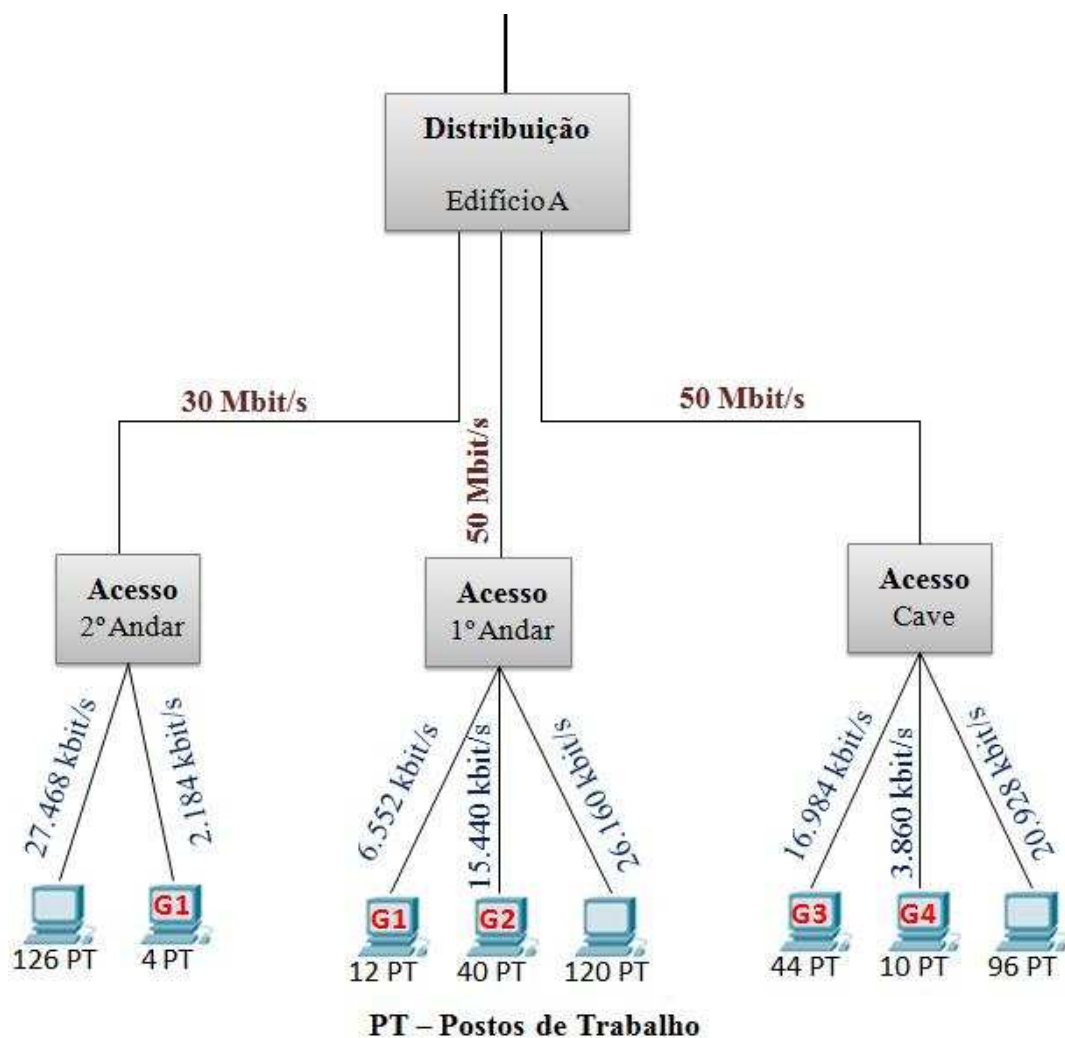 Distribuição
Edifício A
30 Mbit/s
50 Mbit/s
50 Mbit/s
Acesso
2º Andar
Acesso
1º Andar
Acesso
Cave
27.468 kbit/s
2.184 kbit/s
6.552 kbit/s
15.440 kbit/s
26.160 kbit/s
16.984 kbit/s
3.860 kbit/s
20.928 kbit/s
G1
G1
G2
G3
G4
126 PT
4 PT
12 PT
40 PT
120 PT
44 PT
10 PT
96 PT
PT – Postos de Trabalho